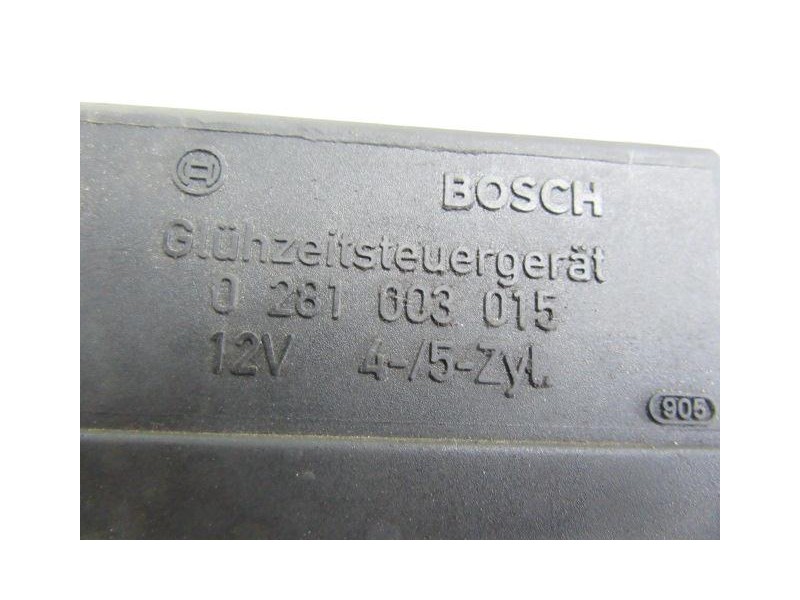 BOSCH
Glühzeitsteuergerät
0 281 003 015
12V 4-/5-Zyl.
905